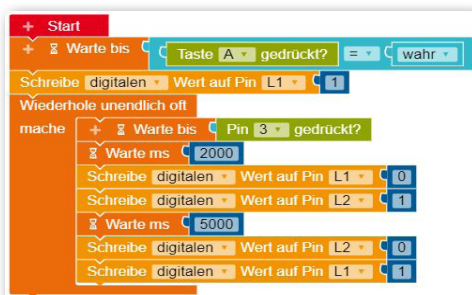 + Start
+ Warte bis Taste A gedrückt? = wahr
Schreibe digitalen Wert auf Pin L1 1
Wiederhole unendlich oft
mache + Warte bis Pin 3 gedrückt?
Warte ms 2000
Schreibe digitalen Wert auf Pin L1 0
Schreibe digitalen Wert auf Pin L2 1
Warte ms 5000
Schreibe digitalen Wert auf Pin L2 0
Schreibe digitalen Wert auf Pin L1 1